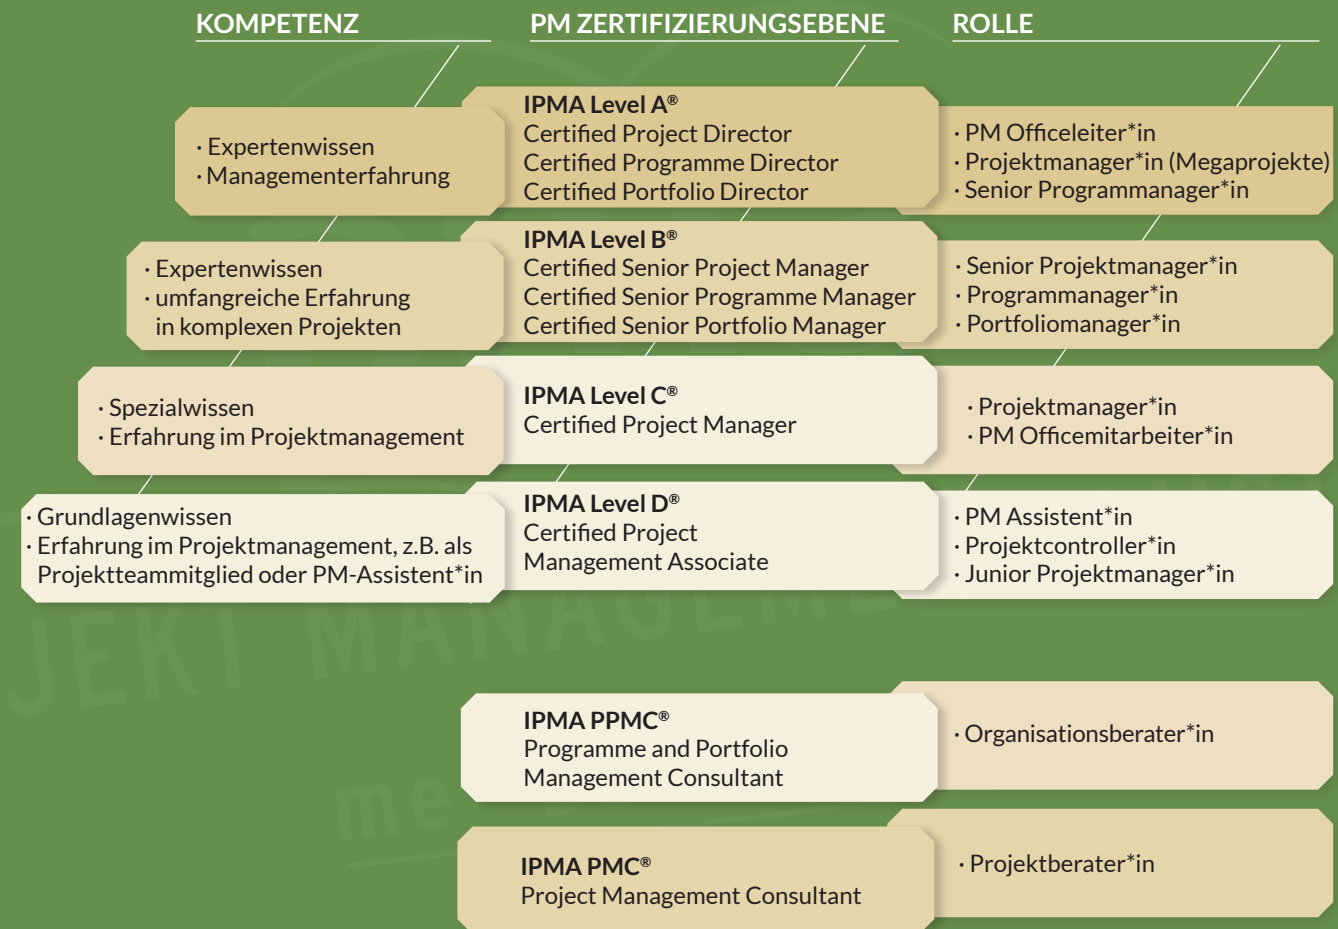 KOMPETENZ
PM ZERTIFIZIERUNGSEBENE
ROLLE
· Expertenwissen
· Managementerfahrung
IPMA Level A®
Certified Project Director
Certified Programme Director
Certified Portfolio Director
· PM Officeleiter*in
· Projektmanager*in (Megaprojekte)
· Senior Programmanager*in
· Expertenwissen
· umfangreiche Erfahrung
in komplexen Projekten
IPMA Level B®
Certified Senior Project Manager
Certified Senior Programme Manager
Certified Senior Portfolio Manager
· Senior Projektmanager*in
· Programmanager*in
· Portfoliomanager*in
· Spezialwissen
· Erfahrung im Projektmanagement
IPMA Level C®
Certified Project Manager
· Projektmanager*in
· PM Officemitarbeiter*in
· Grundlagenwissen
· Erfahrung im Projektmanagement, z.B. als
Projektteammitglied oder PM-Assistent*in
IPMA Level D®
Certified Project
Management Associate
· PM Assistent*in
· Projektcontroller*in
· Junior Projektmanager*in
IPMA PPMC®
Programme and Portfolio
Management Consultant
· Organisationsberater*in
IPMA PMC®
Project Management Consultant
· Projektberater*in